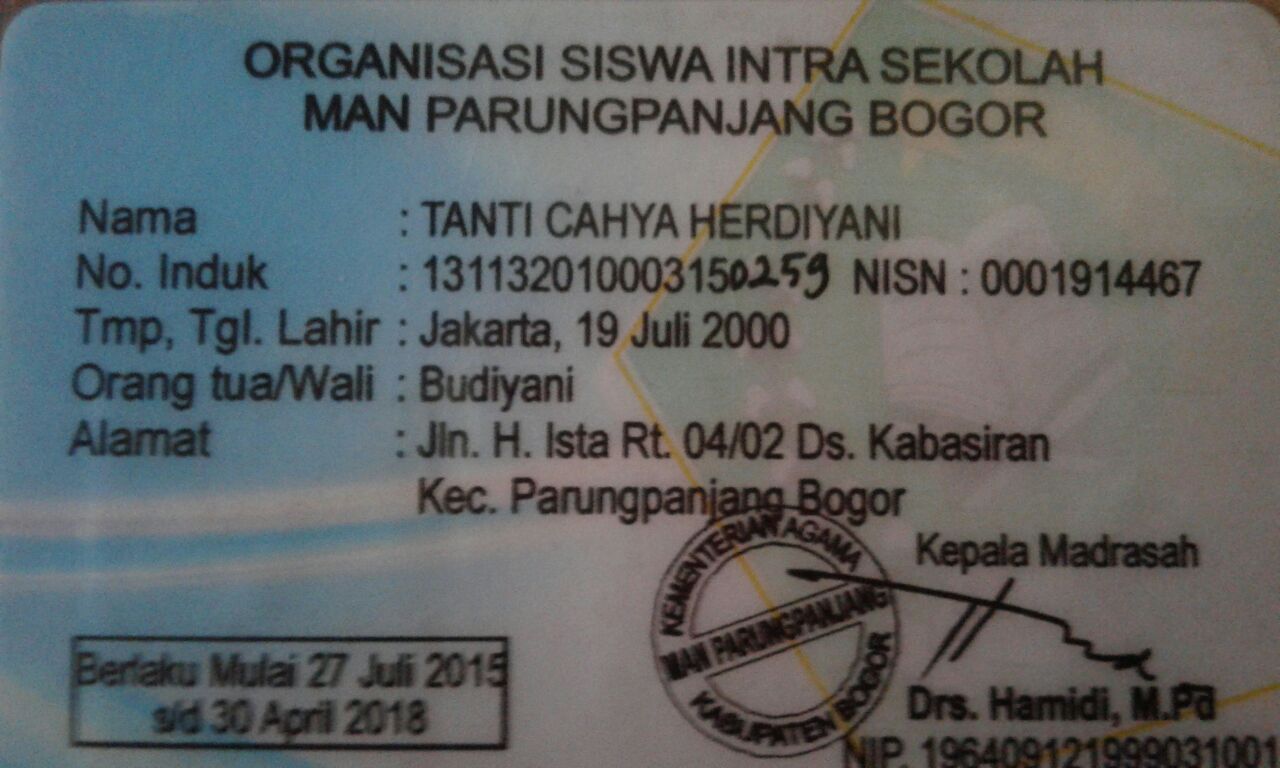 ORGANISASI SISWA INTRA SEKOLAH
MAN PARUNGPANJANG BOGOR
Nama : TANTI CAHYA HERDIYANI
No. Induk : 131132010003150259 NISN : 0001914467
Tmp, Tgl. Lahir : Jakarta, 19 Juli 2000
Orang tua/Wali : Budiyani
Alamat : Jln. H. Ista Rt. 04/02 Ds. Kabasiran
Kec. Parungpanjang Bogor
KEMENTERIAN AGAMA
MAN PARUNGPANJANG
KABUPATEN BOGOR
Kepala Madrasah
Berlaku Mulai 27 Juli 2015
s/d 30 April 2018
Drs. Hamidi, M.Pd
NIP. 196409121999031001